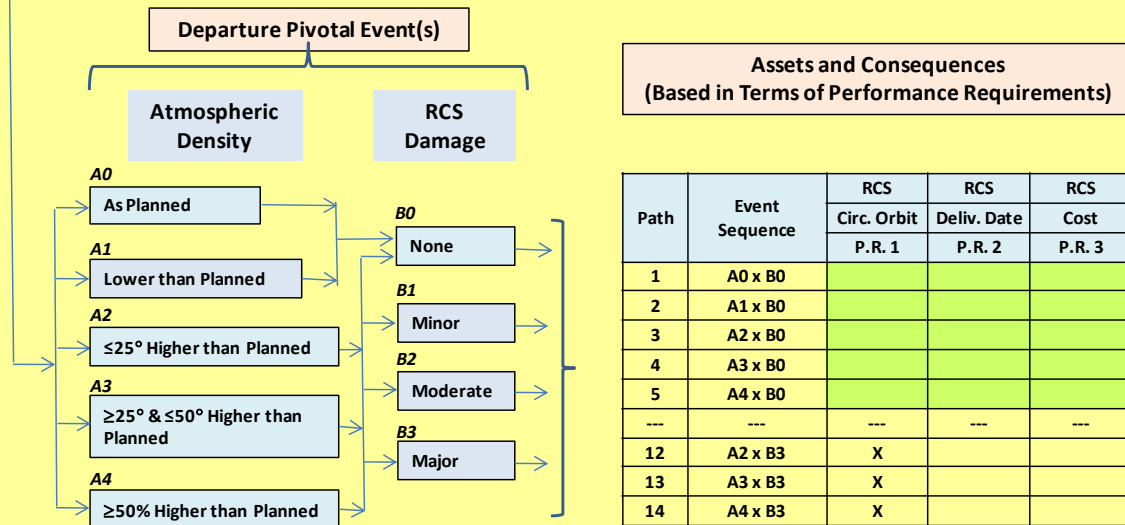 Departure Pivotal Event(s)
Atmospheric
Density
RCS
Damage
A0
As Planned
A1
Lower than Planned
A2
≤25° Higher than Planned
A3
≥25° & ≤50° Higher than
Planned
A4
≥50% Higher than Planned
B0
None
B1
Minor
B2
Moderate
B3
Major
Assets and Consequences
(Based in Terms of Performance Requirements)
Path Event Sequence RCS RCS RCS
Circ. Orbit Deliv. Date Cost
P.R. 1 P.R. 2 P.R. 3
1 A0 x B0
2 A1 x B0
3 A2 x B0
4 A3 x B0
5 A4 x B0
--- --- --- --- ---
12 A2 x B3 X
13 A3 x B3 X
14 A4 x B3 X